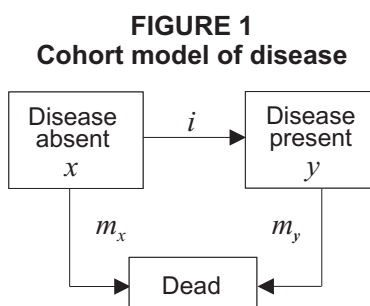 FIGURE 1
Cohort model of disease
Disease
absent
x
i
Disease
present
y
m_x
m_y
Dead